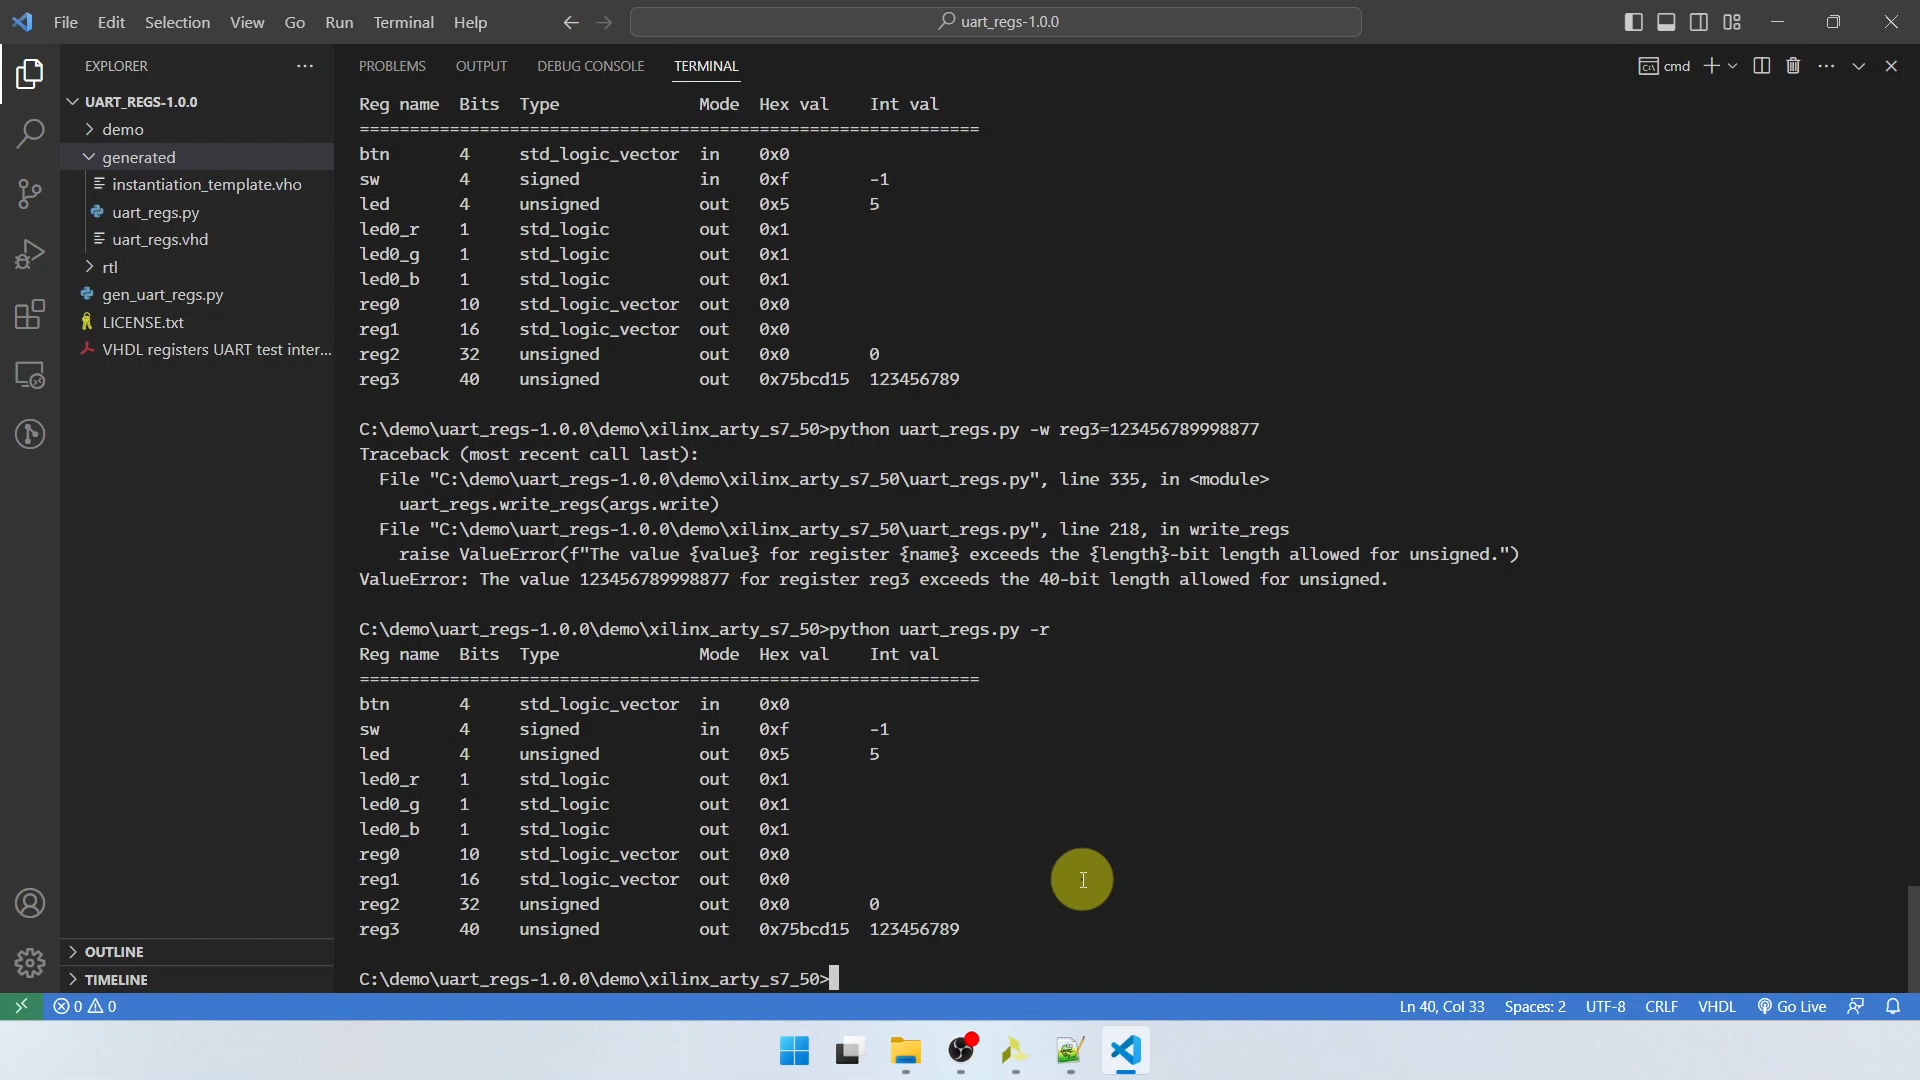 File Edit Selection View Go Run Terminal Help
uart_regs-1.0.0
EXPLORER
UART_REGS-1.0.0
demo
generated
instantiation_template.vho
uart_regs.py
uart_regs.vhd
rtl
gen_uart_regs.py
LICENSE.txt
VHDL registers UART test inter...
OUTLINE
TIMELINE
PROBLEMS OUTPUT DEBUG CONSOLE TERMINAL
cmd
Reg name Bits Type Mode Hex val Int val
==============================================================
btn 4 std_logic_vector in 0x0
sw 4 signed in 0xf -1
led 4 unsigned out 0x5 5
led0_r 1 std_logic out 0x1
led0_g 1 std_logic out 0x1
led0_b 1 std_logic out 0x1
reg0 10 std_logic_vector out 0x0
reg1 16 std_logic_vector out 0x0
reg2 32 unsigned out 0x0 0
reg3 40 unsigned out 0x75bcd15 123456789
C:\demo\uart_regs-1.0.0\demo\xilinx_arty_s7_50>python uart_regs.py -w reg3=123456789998877
Traceback (most recent call last):
File "C:\demo\uart_regs-1.0.0\demo\xilinx_arty_s7_50\uart_regs.py", line 335, in <module>
uart_regs.write_regs(args.write)
File "C:\demo\uart_regs-1.0.0\demo\xilinx_arty_s7_50\uart_regs.py", line 218, in write_regs
raise ValueError(f"The value {value} for register {name} exceeds the {length}-bit length allowed for unsigned.")
ValueError: The value 123456789998877 for register reg3 exceeds the 40-bit length allowed for unsigned.
C:\demo\uart_regs-1.0.0\demo\xilinx_arty_s7_50>python uart_regs.py -r
Reg name Bits Type Mode Hex val Int val
==============================================================
btn 4 std_logic_vector in 0x0
sw 4 signed in 0xf -1
led 4 unsigned out 0x5 5
led0_r 1 std_logic out 0x1
led0_g 1 std_logic out 0x1
led0_b 1 std_logic out 0x1
reg0 10 std_logic_vector out 0x0
reg1 16 std_logic_vector out 0x0
reg2 32 unsigned out 0x0 0
reg3 40 unsigned out 0x75bcd15 123456789
C:\demo\uart_regs-1.0.0\demo\xilinx_arty_s7_50>
0 0 Ln 40, Col 33 Spaces: 2 UTF-8 CRLF VHDL Go Live